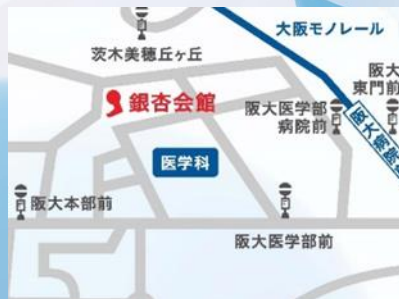 大阪モノレール
茨木美穂丘ヶ丘
阪大
東門前
銀杏会館
阪大医学部
病院前
医学科
阪大本部前
阪大医学部前